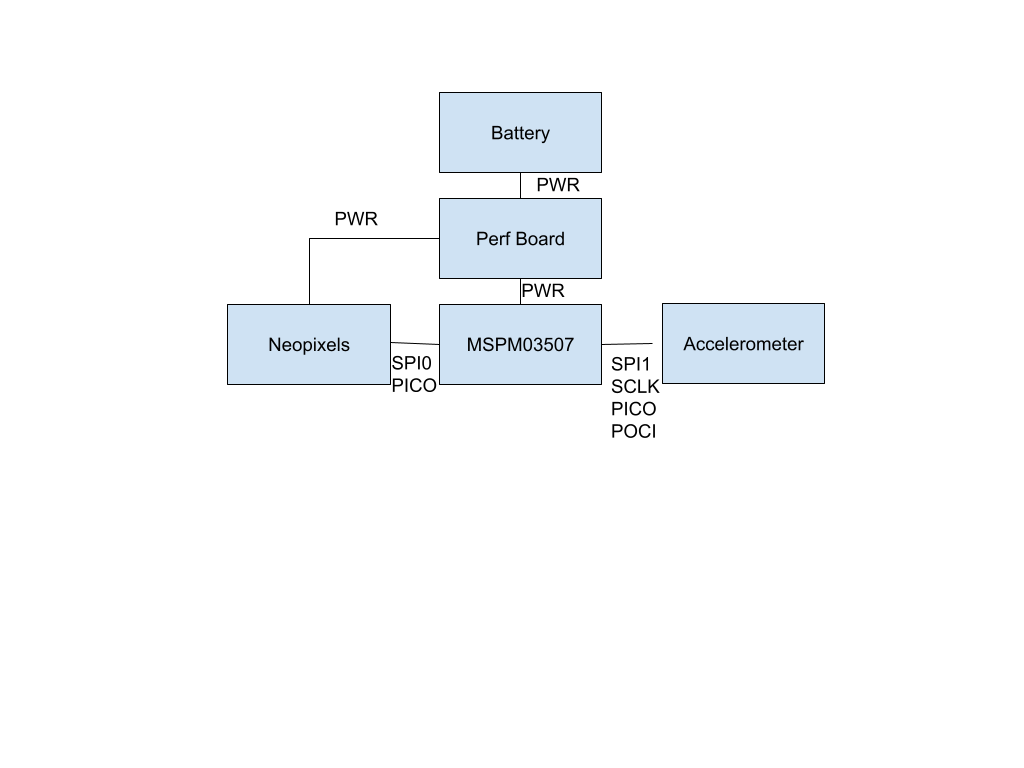 Battery
PWR
PWR
Perf Board
PWR
Neopixels
MSPM03507
Accelerometer
SPI0
PICO
SPI1
SCLK
PICO
POCI